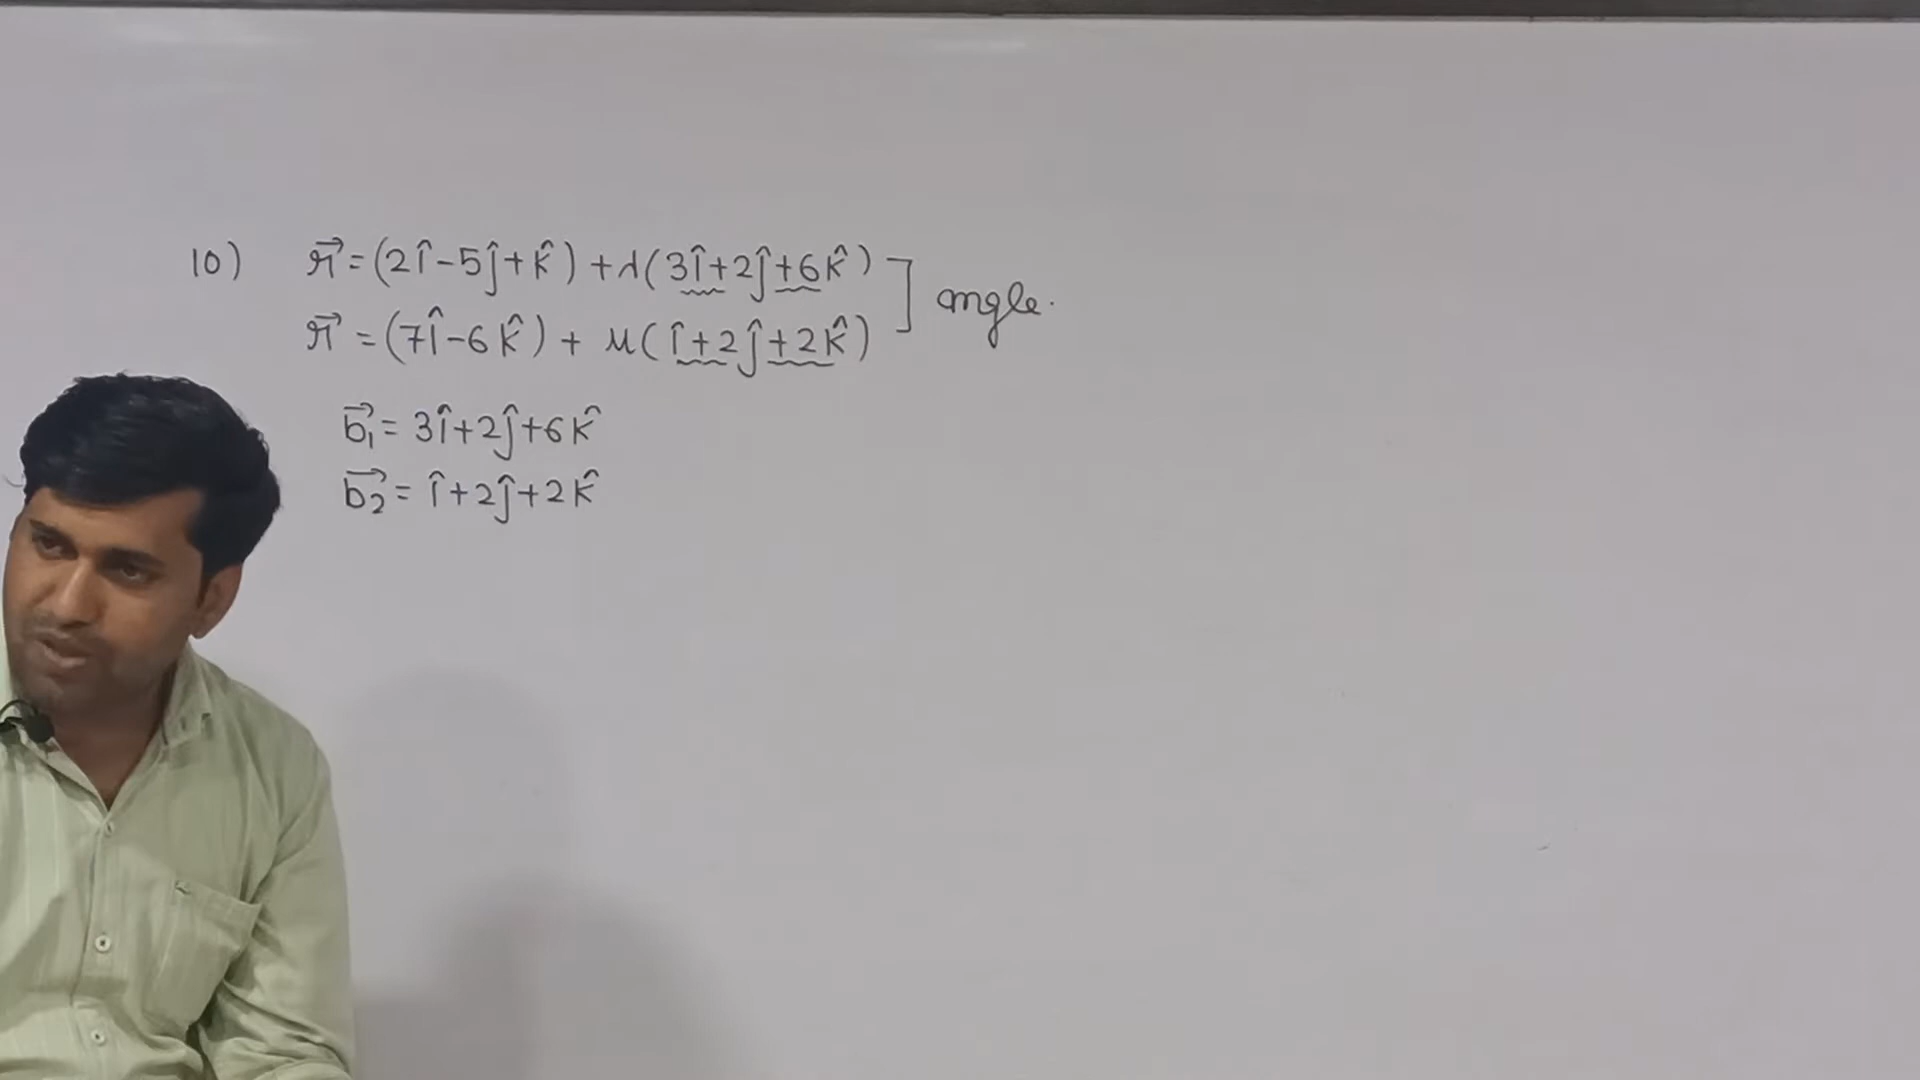 10) r⃗ = (2î-5ĵ+k̂) + λ(3î+2ĵ+6k̂)
r⃗ = (7î-6k̂) + μ(î+2ĵ+2k̂)
angle.
b⃗₁ = 3î+2ĵ+6k̂
b⃗₂ = î+2ĵ+2k̂